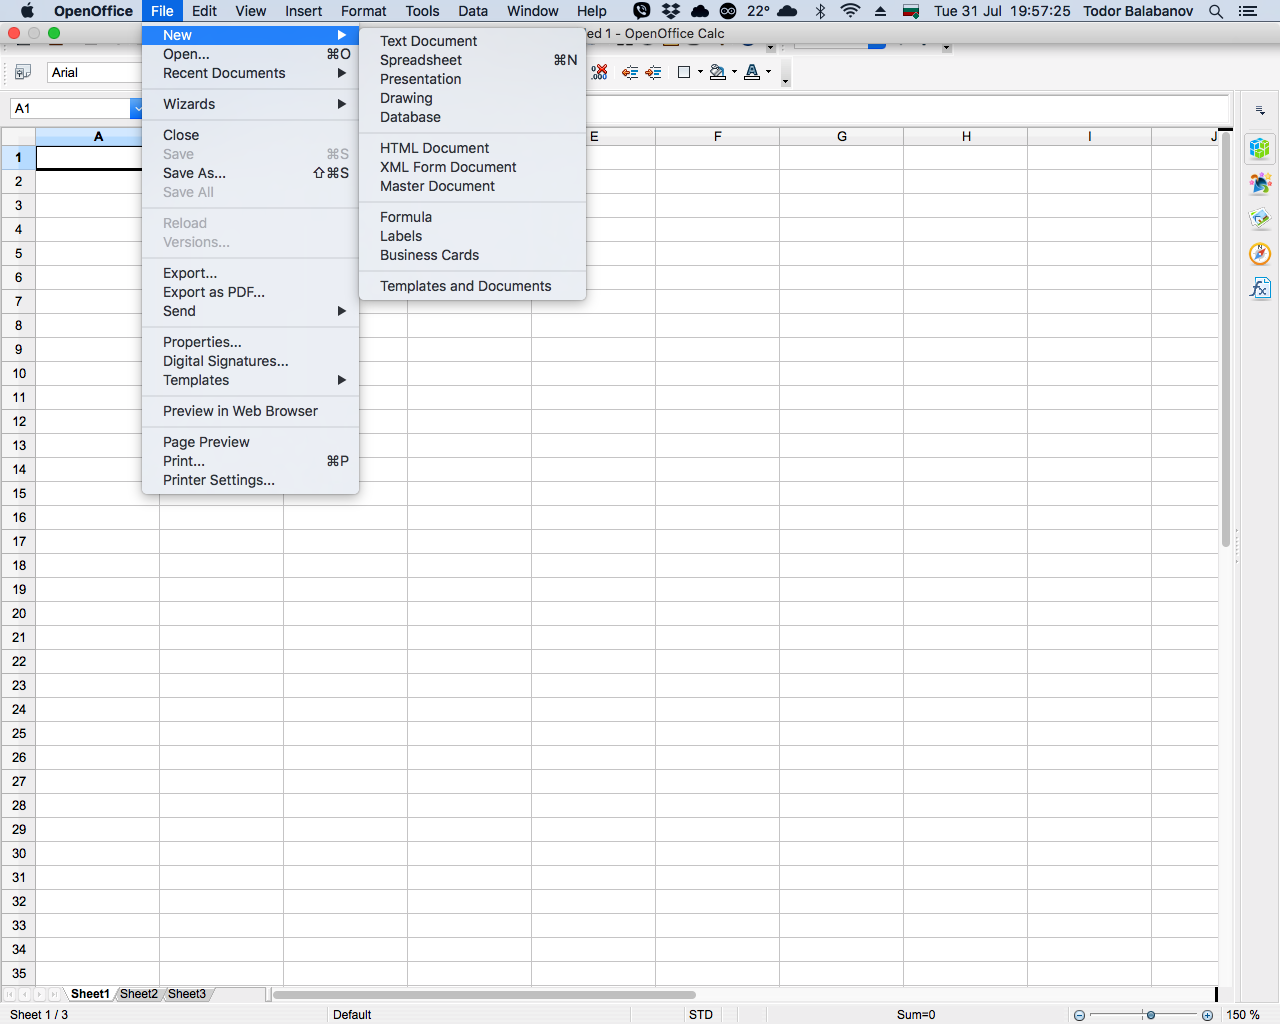 OpenOffice File Edit View Insert Format Tools Data Window Help 22° Tue 31 Jul 19:57:25 Todor Balabanov
ed 1 - OpenOffice Calc
New
Open... ⌘O
Recent Documents
Wizards
Close
Save ⌘S
Save As... ⇧⌘S
Save All
Reload
Versions...
Export...
Export as PDF...
Send
Properties...
Digital Signatures...
Templates
Preview in Web Browser
Page Preview
Print... ⌘P
Printer Settings...
Text Document
Spreadsheet ⌘N
Presentation
Drawing
Database
HTML Document
XML Form Document
Master Document
Formula
Labels
Business Cards
Templates and Documents
Arial
A1
A E F G H I J
1
2
3
4
5
6
7
8
9
10
11
12
13
14
15
16
17
18
19
20
21
22
23
24
25
26
27
28
29
30
31
32
33
34
35
Sheet1 Sheet2 Sheet3
Sheet 1 / 3 Default STD Sum=0 150 %